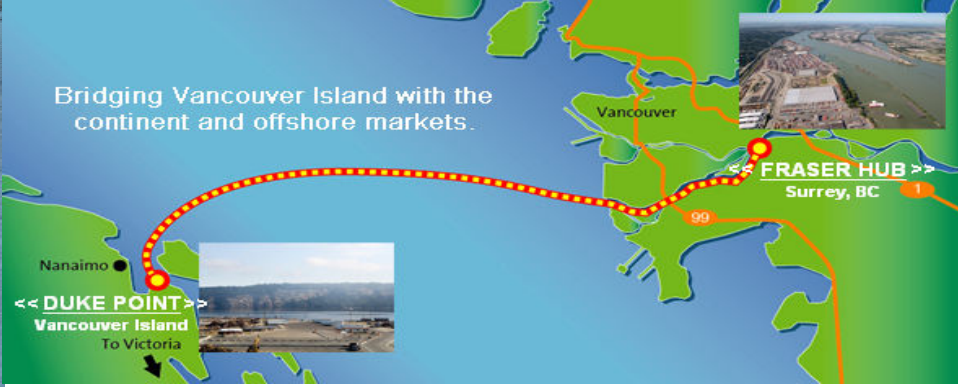 Bridging Vancouver Island with the
continent and offshore markets.
Vancouver
<< FRASER HUB >>
Surrey, BC
1
99
Nanaimo
<< DUKE POINT >>
Vancouver Island
To Victoria